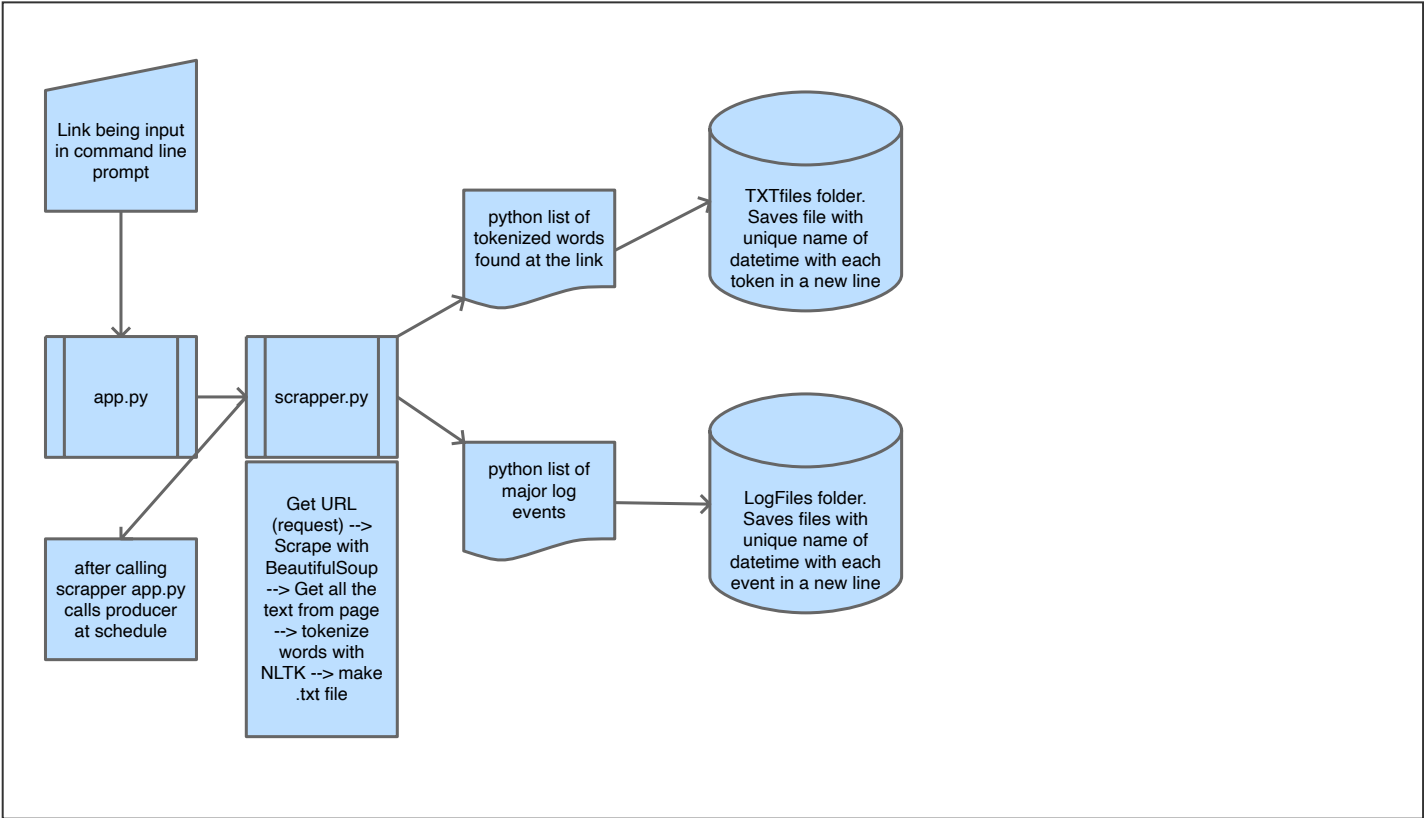 Link being input
in command line
prompt
app.py
after calling
scrapper app.py
calls producer
at schedule
scrapper.py
Get URL
(request) -->
Scrape with
BeautifulSoup
--> Get all the
text from page
--> tokenize
words with
NLTK --> make
.txt file
python list of
tokenized words
found at the link
python list of
major log
events
TXTfiles folder.
Saves file with
unique name of
datetime with each
token in a new line
LogFiles folder.
Saves files with
unique name of
datetime with each
event in a new line